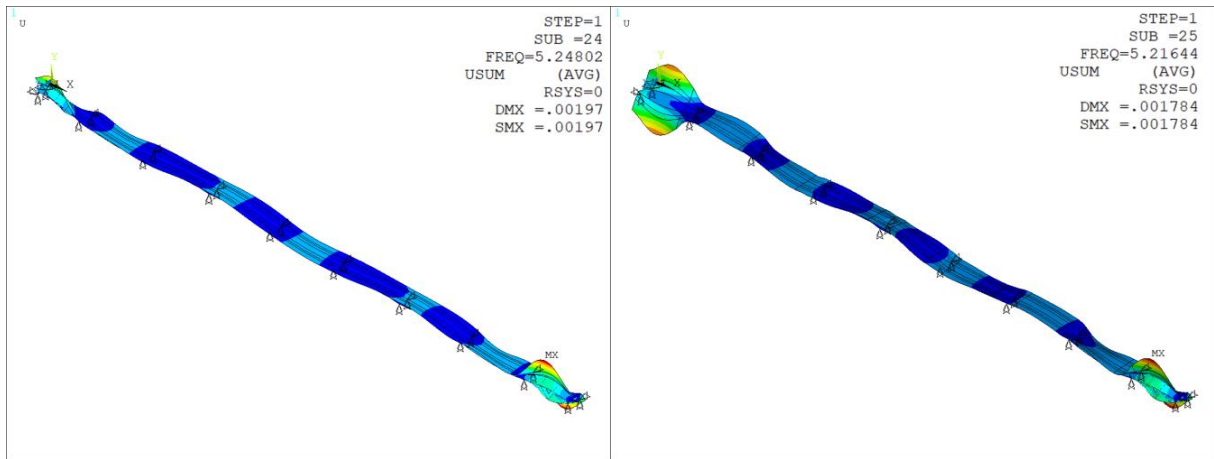 1
U
STEP=1
SUB =24
FREQ=5.24802
USUM (AVG)
RSYS=0
DMX =.00197
SMX =.00197
Y
X
MX
1
U
STEP=1
SUB =25
FREQ=5.21644
USUM (AVG)
RSYS=0
DMX =.001784
SMX =.001784
Y
X
MX